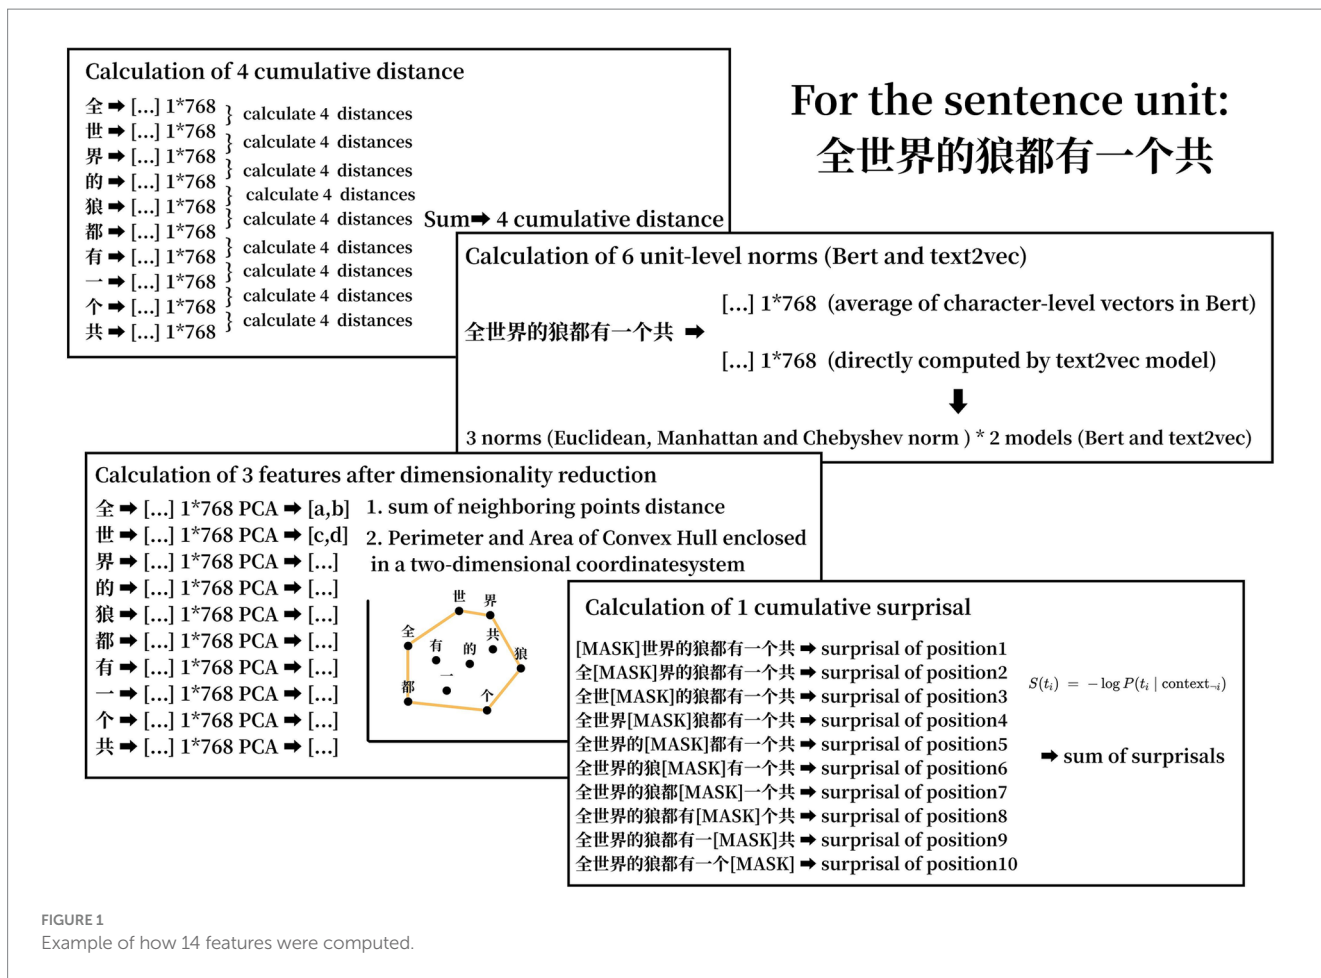 Calculation of 4 cumulative distance
全 ➡ [...] 1*768
世 ➡ [...] 1*768
界 ➡ [...] 1*768
的 ➡ [...] 1*768
狼 ➡ [...] 1*768
都 ➡ [...] 1*768
有 ➡ [...] 1*768
一 ➡ [...] 1*768
个 ➡ [...] 1*768
共 ➡ [...] 1*768
} calculate 4 distances
} calculate 4 distances
} calculate 4 distances
} calculate 4 distances
} calculate 4 distances
} calculate 4 distances
} calculate 4 distances
} calculate 4 distances
} calculate 4 distances
Sum➡ 4 cumulative distance
For the sentence unit:
全世界的狼都有一个共
Calculation of 6 unit-level norms (Bert and text2vec)
[...] 1*768 (average of character-level vectors in Bert)
全世界的狼都有一个共 ➡
[...] 1*768 (directly computed by text2vec model)
3 norms (Euclidean, Manhattan and Chebyshev norm ) * 2 models (Bert and text2vec)
Calculation of 3 features after dimensionality reduction
全 ➡ [...] 1*768 PCA ➡ [a,b]
世 ➡ [...] 1*768 PCA ➡ [c,d]
界 ➡ [...] 1*768 PCA ➡ [...]
的 ➡ [...] 1*768 PCA ➡ [...]
狼 ➡ [...] 1*768 PCA ➡ [...]
都 ➡ [...] 1*768 PCA ➡ [...]
有 ➡ [...] 1*768 PCA ➡ [...]
一 ➡ [...] 1*768 PCA ➡ [...]
个 ➡ [...] 1*768 PCA ➡ [...]
共 ➡ [...] 1*768 PCA ➡ [...]
1. sum of neighboring points distance
2. Perimeter and Area of Convex Hull enclosed
in a two-dimensional coordinatesystem
世 界
全 有 的 共 狼
都 一 个
Calculation of 1 cumulative surprisal
[MASK]世界的狼都有一个共 ➡ surprisal of position1
全[MASK]界的狼都有一个共 ➡ surprisal of position2
全世[MASK]的狼都有一个共 ➡ surprisal of position3
全世界[MASK]狼都有一个共 ➡ surprisal of position4
全世界的[MASK]都有一个共 ➡ surprisal of position5
全世界的狼[MASK]有一个共 ➡ surprisal of position6
全世界的狼都[MASK]一个共 ➡ surprisal of position7
全世界的狼都有[MASK]个共 ➡ surprisal of position8
全世界的狼都有一[MASK]共 ➡ surprisal of position9
全世界的狼都有一个[MASK] ➡ surprisal of position10
S(tᵢ) = − log P(tᵢ | context¬ᵢ)
➡ sum of surprisals
FIGURE 1
Example of how 14 features were computed.